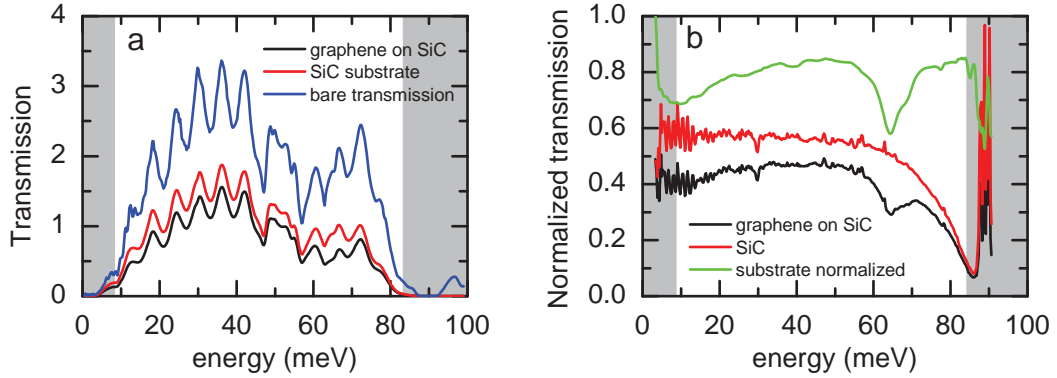 a
graphene on SiC
SiC substrate
bare transmission
Transmission
4
3
2
1
0
0 20 40 60 80 100
energy (meV)
b
Normalized transmission
1.0
0.8
0.6
0.4
0.2
0.0
graphene on SiC
SiC
substrate normalized
0 20 40 60 80 100
energy (meV)